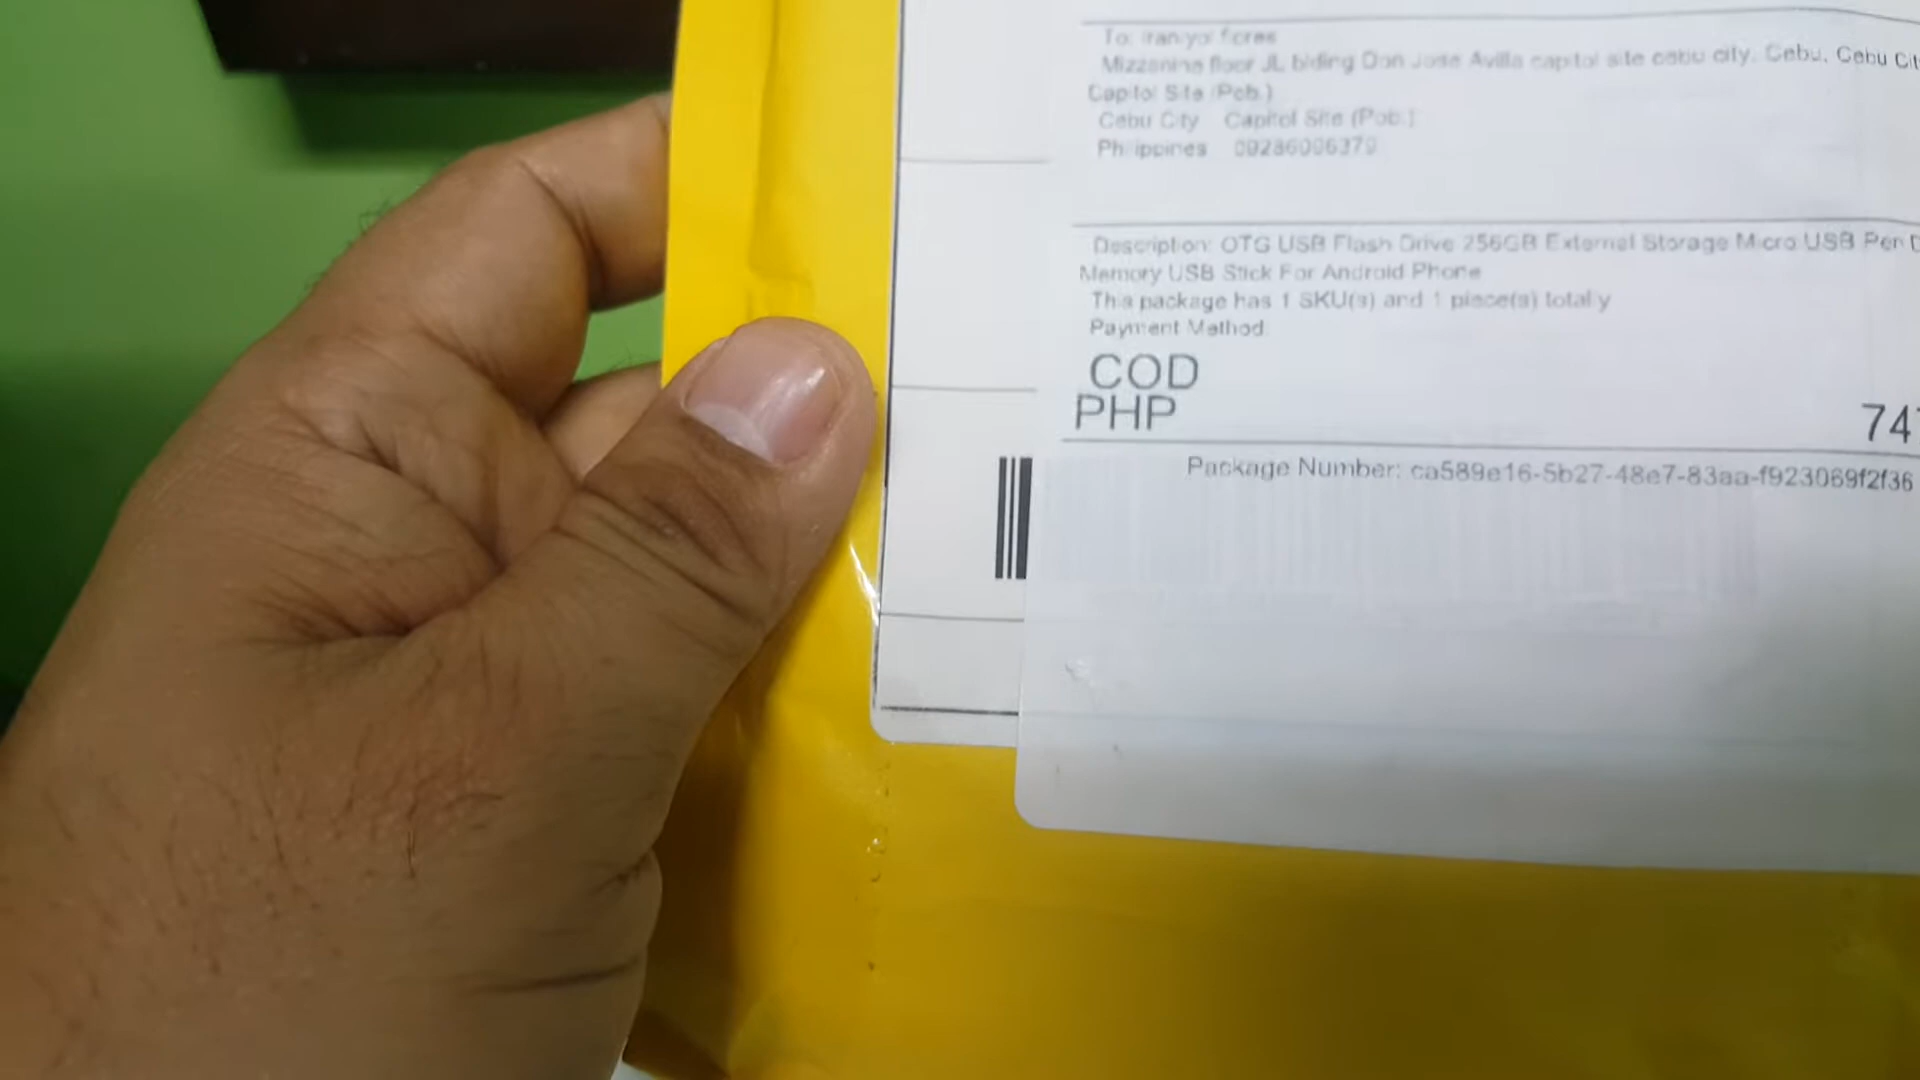 To:
Mizzanine floor JL blding Don Jose Avilla capitol site cebu city, Cebu, Cebu Cit
Capitol Site (Pob.)
Cebu City Capitol Site (Pob.)
Philippines 09286006379
Description: OTG USB Flash Drive 256GB External Storage Micro USB Pen D
Memory USB Stick For Android Phone
This package has 1 SKU(s) and 1 piece(s) totally
Payment Method:
COD
PHP 74
Package Number: ca589e16-5b27-48e7-83aa-f923069f2f36